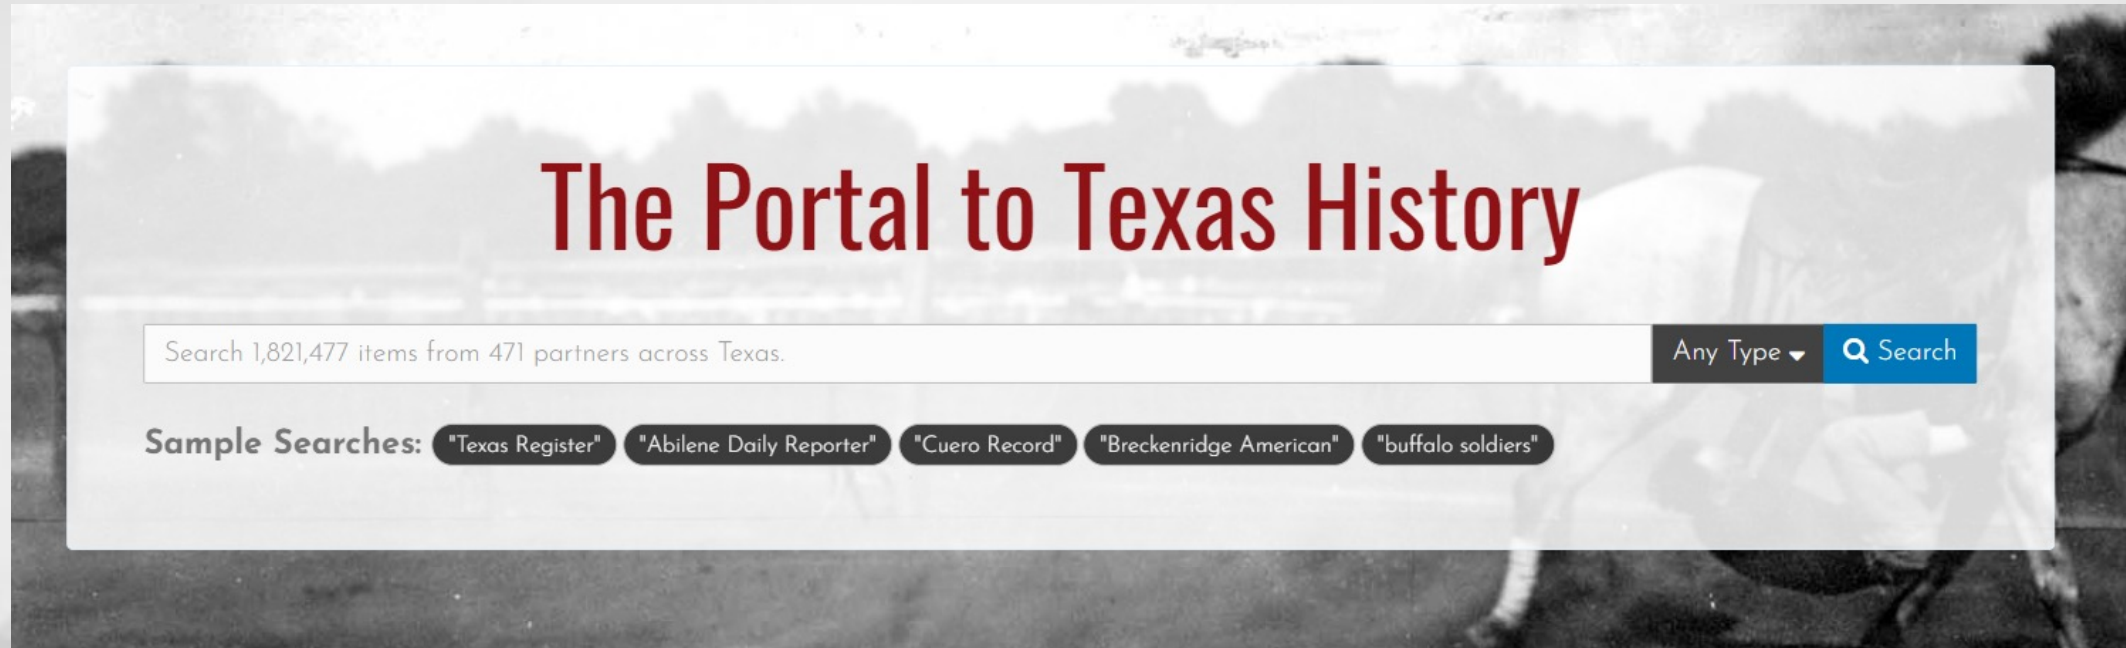 The Portal to Texas History
Search 1,821,477 items from 471 partners across Texas. Any Type Search
Sample Searches: "Texas Register" "Abilene Daily Reporter" "Cuero Record" "Breckenridge American" "buffalo soldiers"